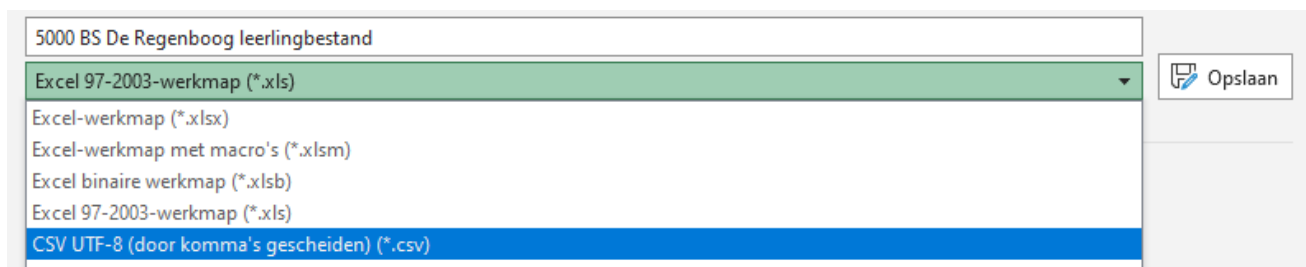 5000 BS De Regenboog leerlingbestand
Excel 97-2003-werkmap (*.xls)
Opslaan
Excel-werkmap (*.xlsx)
Excel-werkmap met macro's (*.xlsm)
Excel binaire werkmap (*.xlsb)
Excel 97-2003-werkmap (*.xls)
CSV UTF-8 (door komma's gescheiden) (*.csv)